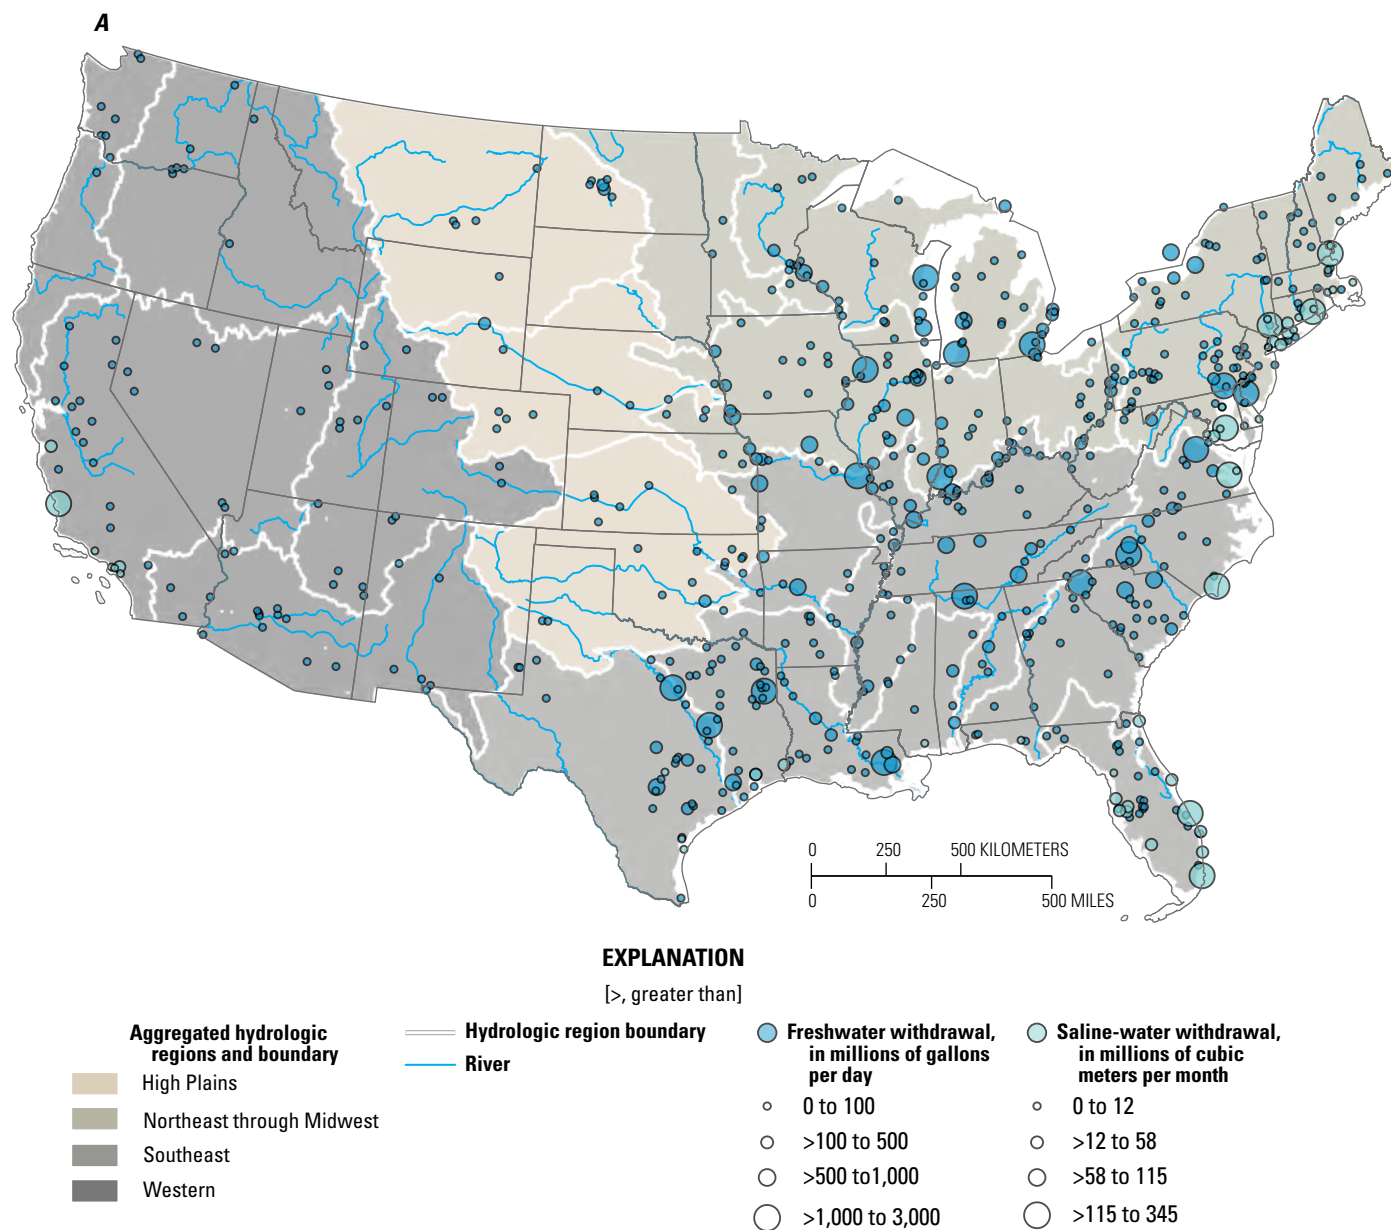 A
0 250 500 KILOMETERS
0 250 500 MILES
EXPLANATION
[>, greater than]
Aggregated hydrologic
regions and boundary
High Plains
Northeast through Midwest
Southeast
Western
Hydrologic region boundary
River
Freshwater withdrawal,
in millions of gallons
per day
0 to 100
>100 to 500
>500 to1,000
>1,000 to 3,000
Saline-water withdrawal,
in millions of cubic
meters per month
0 to 12
>12 to 58
>58 to 115
>115 to 345